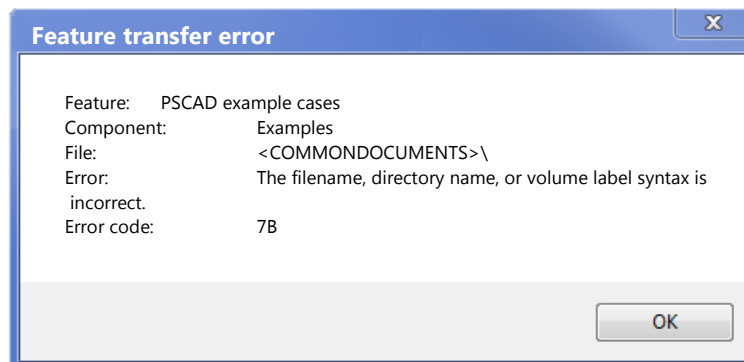 Feature transfer error
Feature: PSCAD example cases
Component: Examples
File: <COMMONDOCUMENTS>\
Error: The filename, directory name, or volume label syntax is
incorrect.
Error code: 7B
OK